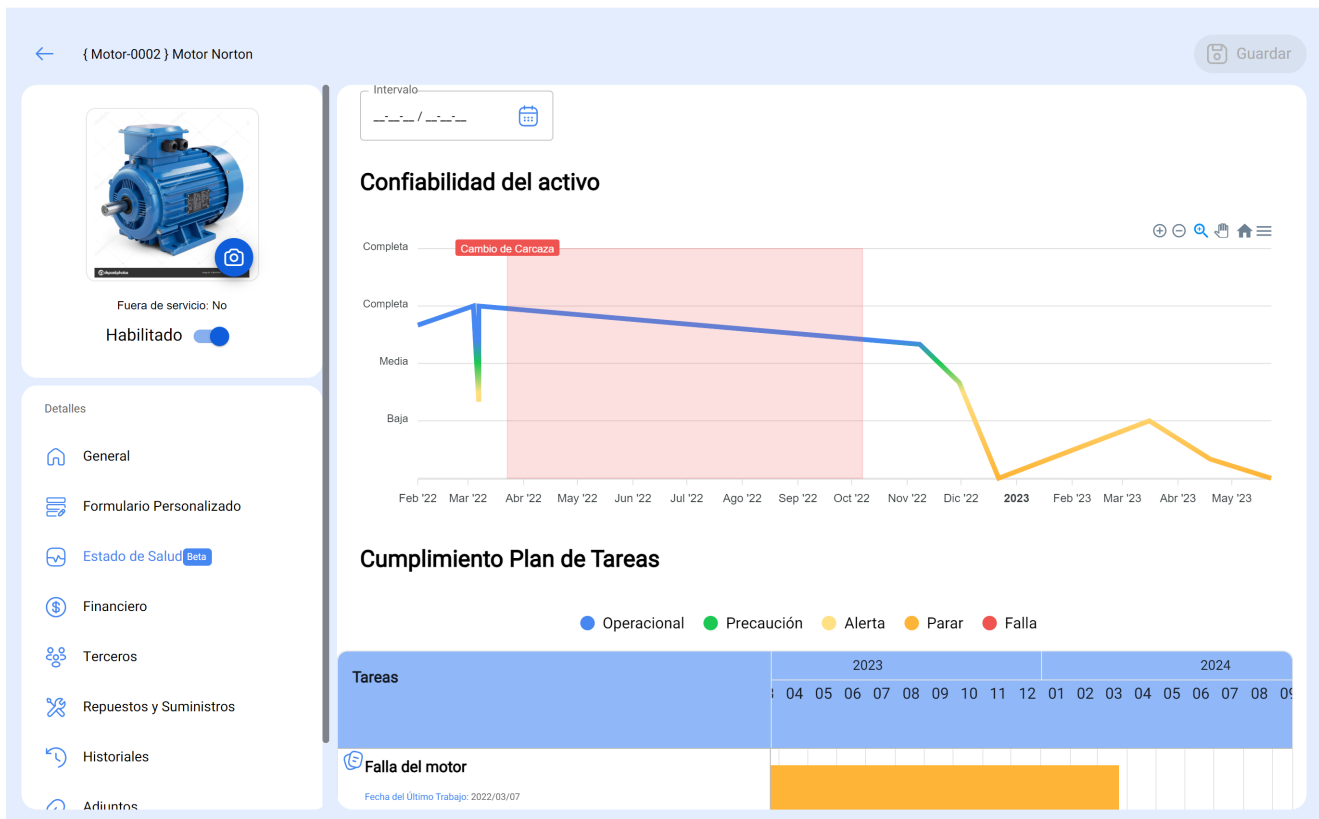 { Motor-0002 } Motor Norton
Guardar
depositphotos
Fuera de servicio: No
Habilitado
Detalles
General
Formulario Personalizado
Estado de Salud Beta
Financiero
Terceros
Repuestos y Suministros
Historiales
Adjuntos
Intervalo
__-__-__ / __-__-__
Confiabilidad del activo
Completa
Cambio de Carcaza
Completa
Media
Baja
Feb '22 Mar '22 Abr '22 May '22 Jun '22 Jul '22 Ago '22 Sep '22 Oct '22 Nov '22 Dic '22 2023 Feb '23 Mar '23 Abr '23 May '23
Cumplimiento Plan de Tareas
Operacional Precaución Alerta Parar Falla
Tareas
2023 2024
04 05 06 07 08 09 10 11 12 01 02 03 04 05 06 07 08 09
Falla del motor
Fecha del Último Trabajo: 2022/03/07